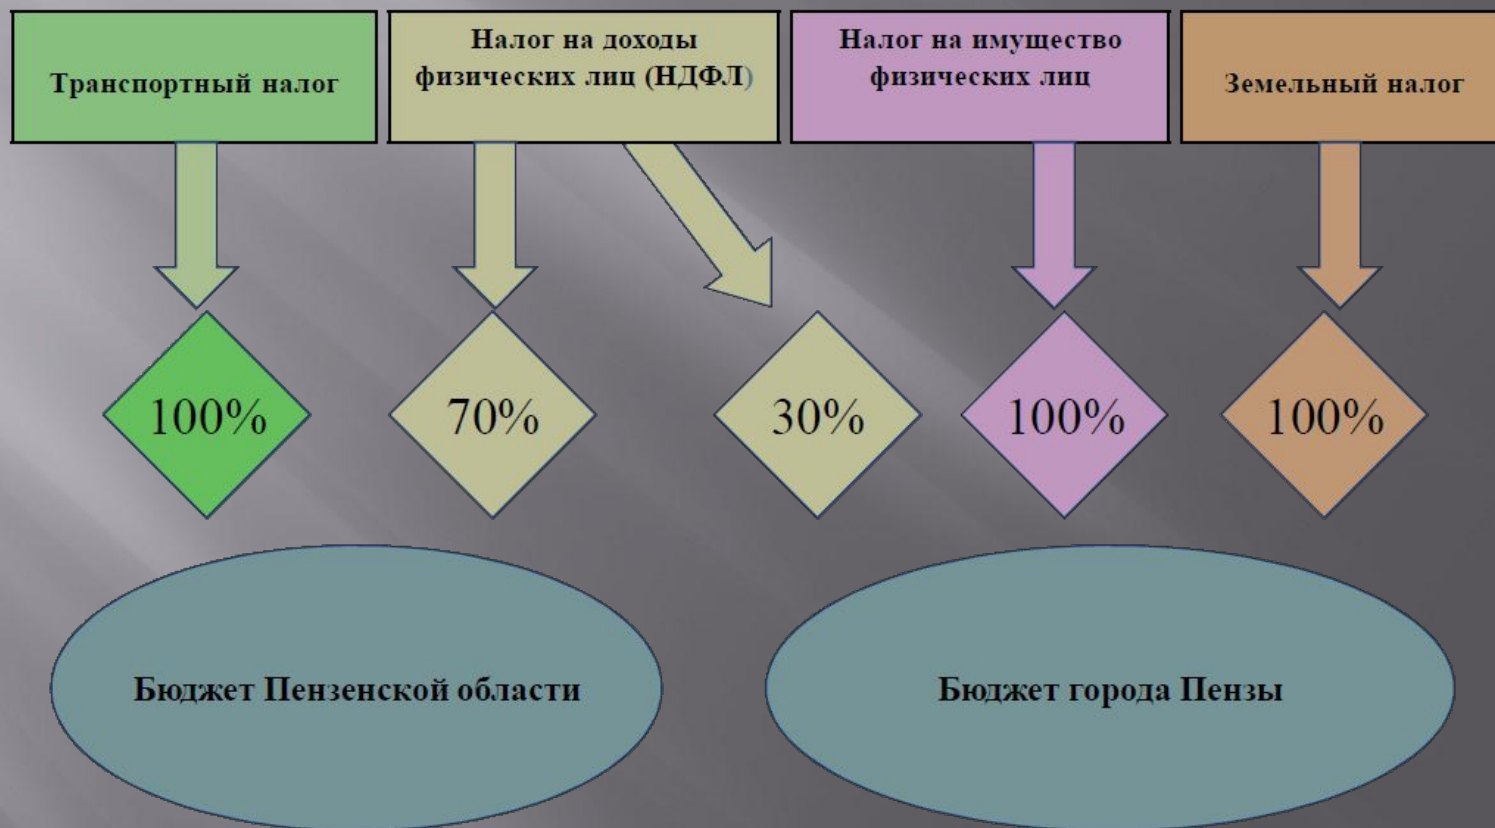 Транспортный налог
Налог на доходы
физических лиц (НДФЛ)
Налог на имущество
физических лиц
Земельный налог
100%
70%
30%
100%
100%
Бюджет Пензенской области
Бюджет города Пензы